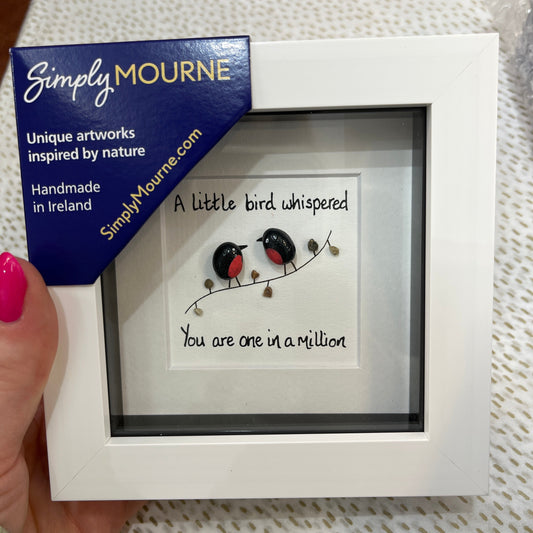 Simply MOURNE
Unique artworks
inspired by nature
Handmade
in Ireland
SimplyMourne.com
A little bird whispered
You are one in a million